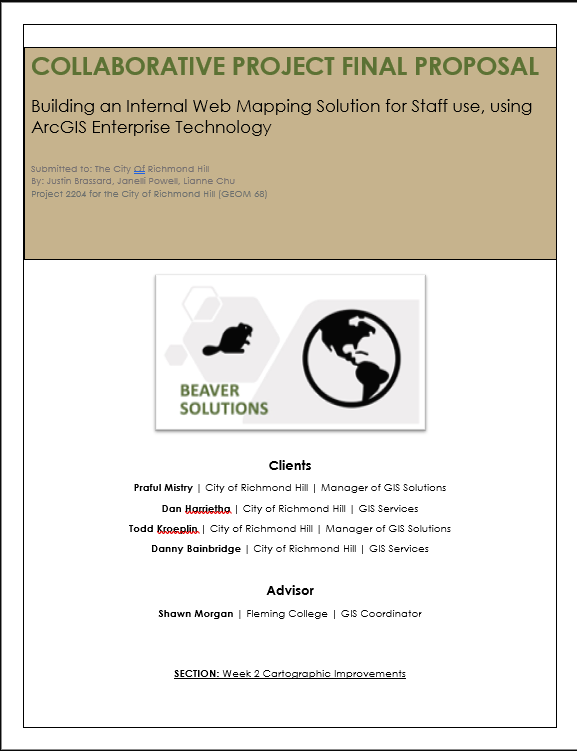 COLLABORATIVE PROJECT FINAL PROPOSAL
Building an Internal Web Mapping Solution for Staff use, using
ArcGIS Enterprise Technology
Submitted to: The City Of Richmond Hill
By: Justin Brassard, Janelli Powell, Lianne Chu
Project 2204 for the City of Richmond Hill (GEOM 68)
BEAVER
SOLUTIONS
Clients
Praful Mistry | City of Richmond Hill | Manager of GIS Solutions
Dan Harrietha | City of Richmond Hill | GIS Services
Todd Kroeplin | City of Richmond Hill | Manager of GIS Solutions
Danny Bainbridge | City of Richmond Hill | GIS Services
Advisor
Shawn Morgan | Fleming College | GIS Coordinator
SECTION: Week 2 Cartographic Improvements